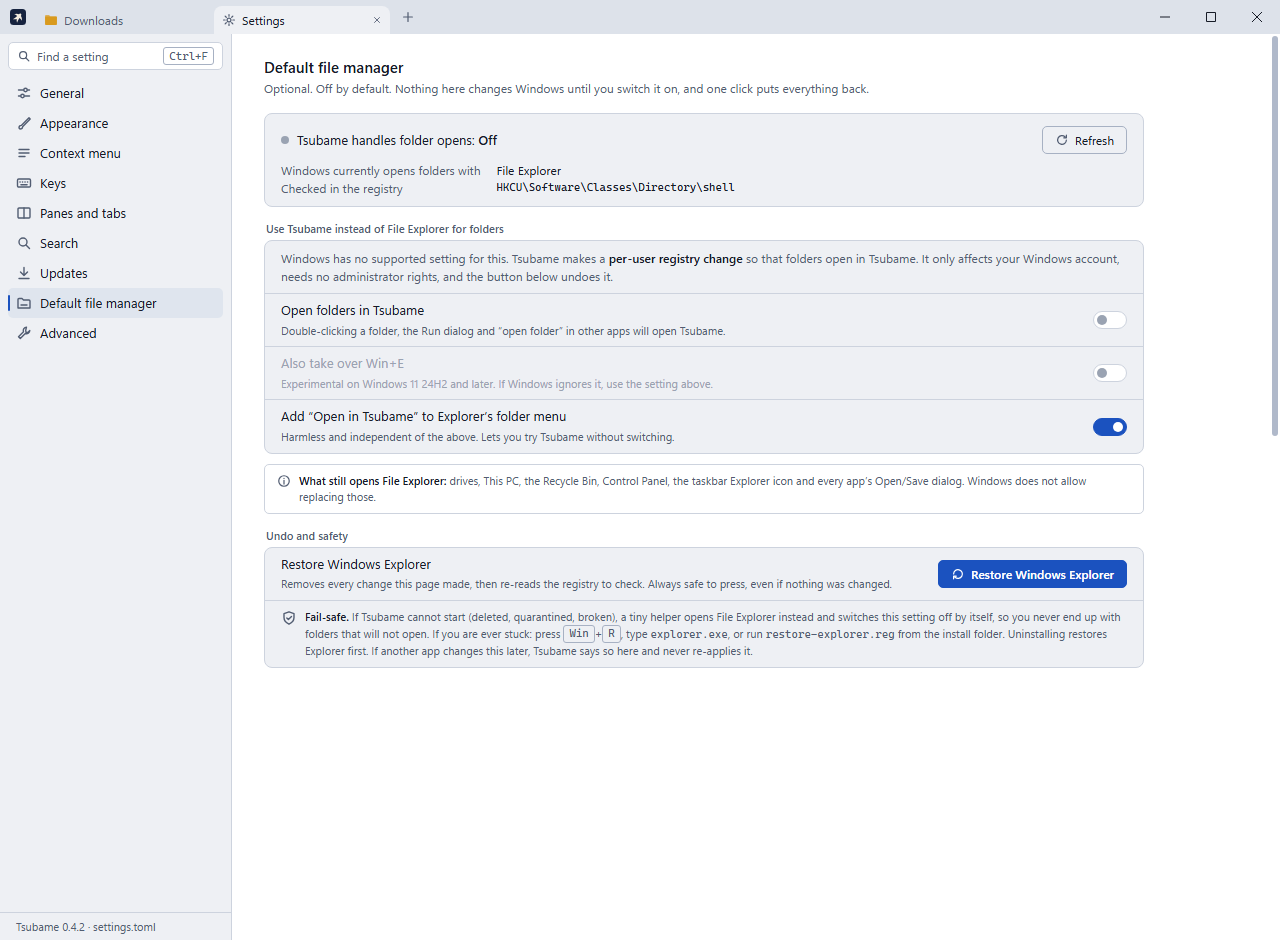 Downloads
Settings
Find a setting
Ctrl+F
General
Appearance
Context menu
Keys
Panes and tabs
Search
Updates
Default file manager
Advanced
Tsubame 0.4.2 · settings.toml
Default file manager
Optional. Off by default. Nothing here changes Windows until you switch it on, and one click puts everything back.
Tsubame handles folder opens: Off
Refresh
Windows currently opens folders with File Explorer
Checked in the registry HKCU\Software\Classes\Directory\shell
Use Tsubame instead of File Explorer for folders
Windows has no supported setting for this. Tsubame makes a per-user registry change so that folders open in Tsubame. It only affects your Windows account,
needs no administrator rights, and the button below undoes it.
Open folders in Tsubame
Double-clicking a folder, the Run dialog and “open folder” in other apps will open Tsubame.
Also take over Win+E
Experimental on Windows 11 24H2 and later. If Windows ignores it, use the setting above.
Add “Open in Tsubame” to Explorer’s folder menu
Harmless and independent of the above. Lets you try Tsubame without switching.
What still opens File Explorer: drives, This PC, the Recycle Bin, Control Panel, the taskbar Explorer icon and every app’s Open/Save dialog. Windows does not allow
replacing those.
Undo and safety
Restore Windows Explorer
Removes every change this page made, then re-reads the registry to check. Always safe to press, even if nothing was changed.
Restore Windows Explorer
Fail-safe. If Tsubame cannot start (deleted, quarantined, broken), a tiny helper opens File Explorer instead and switches this setting off by itself, so you never end up with
folders that will not open. If you are ever stuck: press Win+R, type explorer.exe, or run restore-explorer.reg from the install folder. Uninstalling restores
Explorer first. If another app changes this later, Tsubame says so here and never re-applies it.